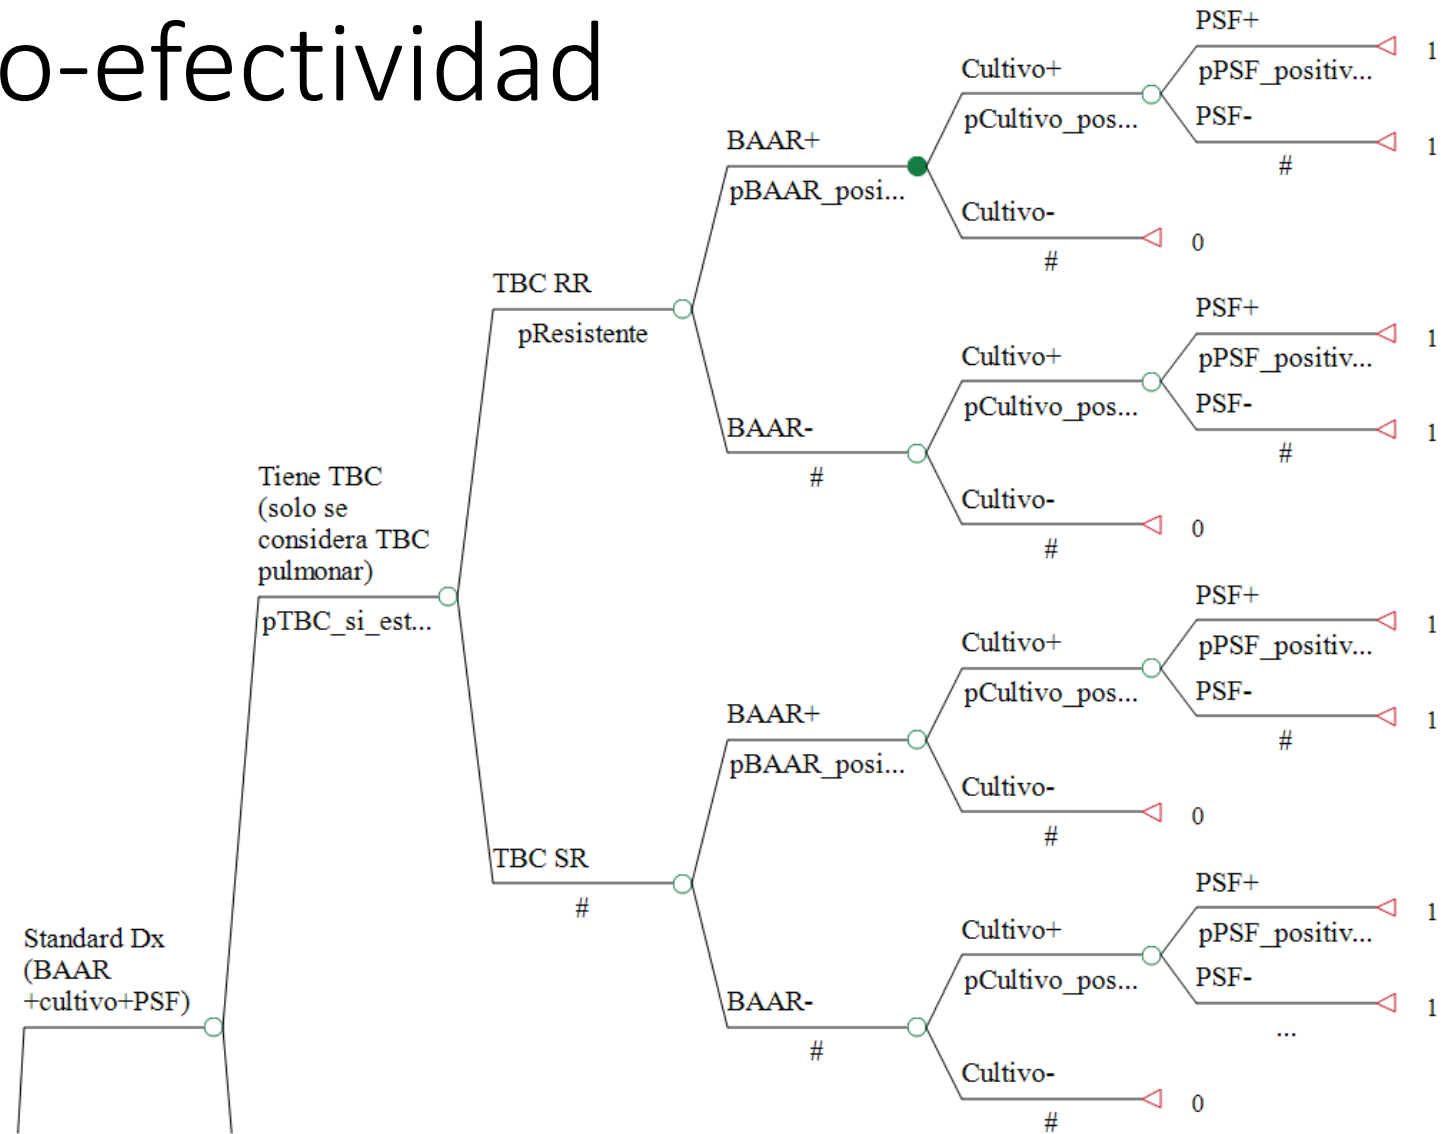 o-efectividad
PSF+
1
pPSF_positiv...
Cultivo+
PSF-
pCultivo_pos...
1
#
BAAR+
pBAAR_posi...
Cultivo-
0
#
TBC RR
pResistente
PSF+
1
pPSF_positiv...
Cultivo+
PSF-
pCultivo_pos...
1
#
BAAR-
#
Cultivo-
0
#
Tiene TBC
(solo se
considera TBC
pulmonar)
pTBC_si_est...
PSF+
1
pPSF_positiv...
Cultivo+
PSF-
pCultivo_pos...
1
#
BAAR+
pBAAR_posi...
Cultivo-
0
#
TBC SR
#
PSF+
1
pPSF_positiv...
Cultivo+
PSF-
pCultivo_pos...
1
...
BAAR-
#
Cultivo-
0
#
Standard Dx
(BAAR
+cultivo+PSF)